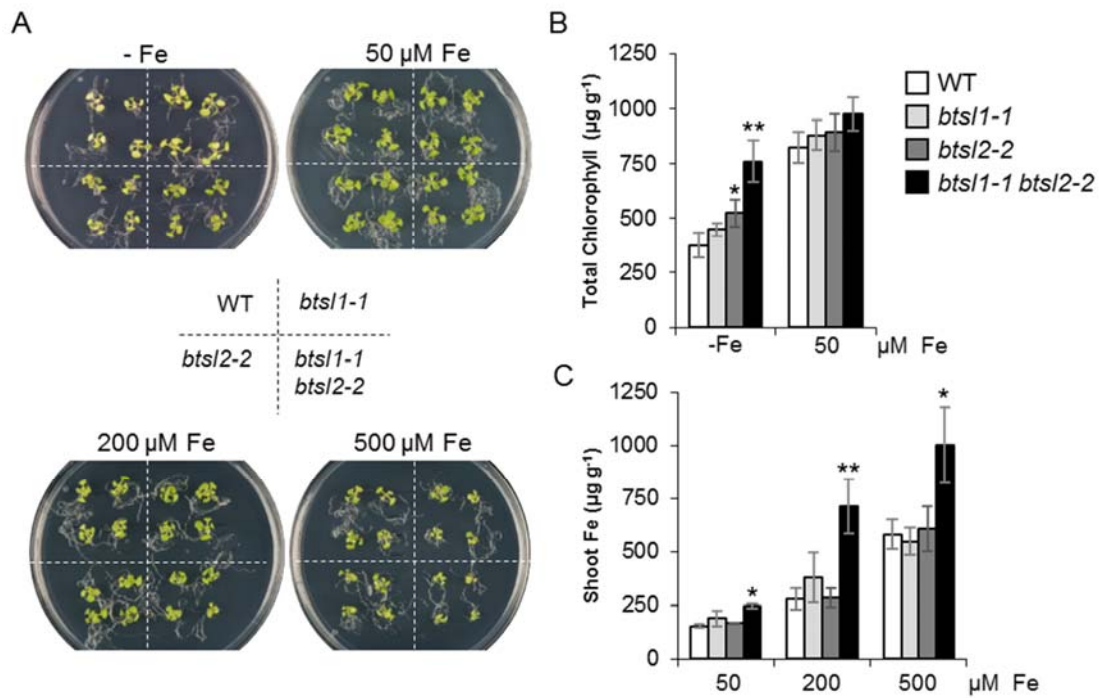 A
- Fe
50 µM Fe
WT
btsl1-1
btsl2-2
btsl1-1
btsl2-2
200 µM Fe
500 µM Fe
B
1250
1000
750
500
250
0
Total Chlorophyll (µg g-1)
*
**
-Fe
50
µM Fe
WT
btsl1-1
btsl2-2
btsl1-1 btsl2-2
C
1250
1000
750
500
250
0
Shoot Fe (µg g-1)
*
**
*
50
200
500
µM Fe